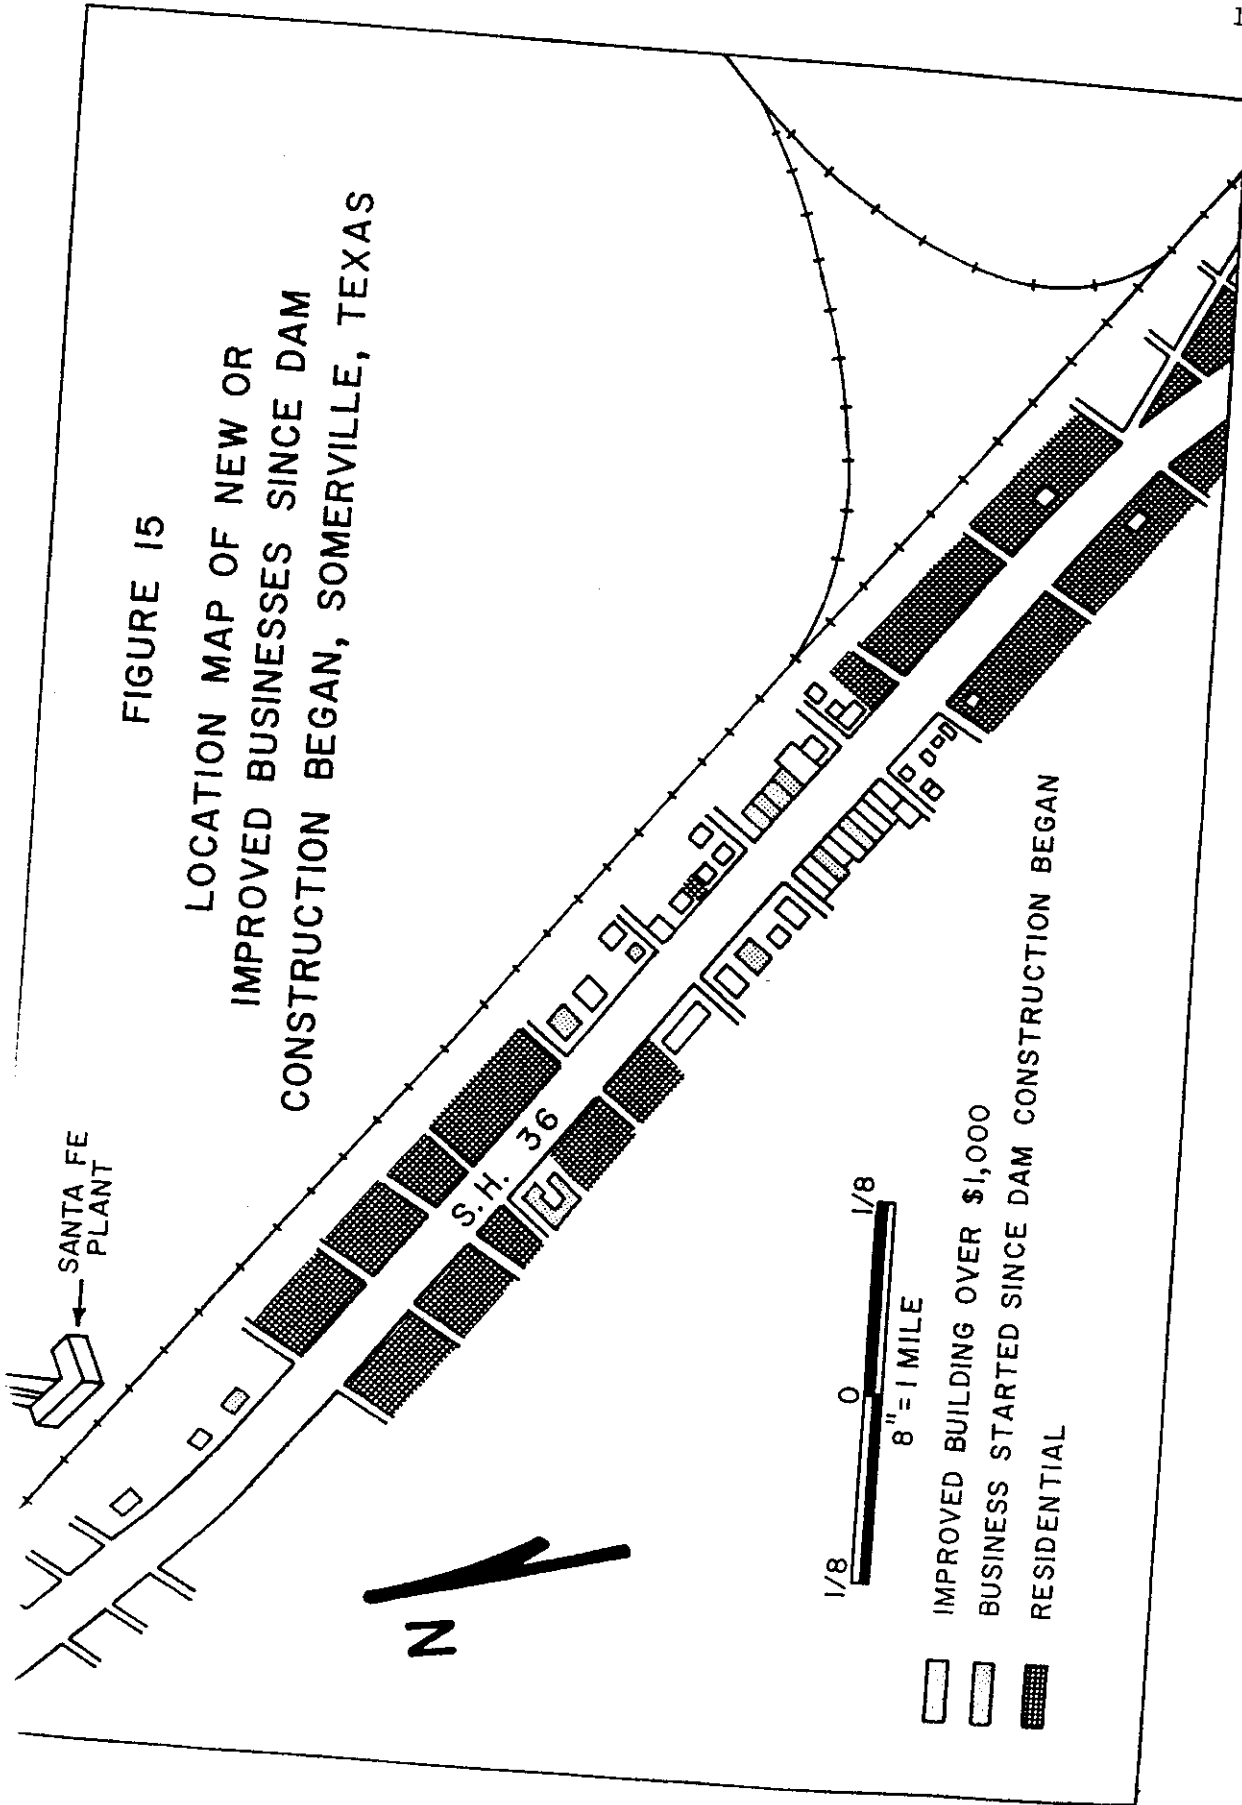 1
FIGURE 15
LOCATION MAP OF NEW OR
IMPROVED BUSINESSES SINCE DAM
CONSTRUCTION BEGAN, SOMERVILLE, TEXAS
SANTA FE
PLANT
S.H. 36
N
1/8 0 1/8
8" = 1 MILE
IMPROVED BUILDING OVER $1,000
BUSINESS STARTED SINCE DAM CONSTRUCTION BEGAN
RESIDENTIAL